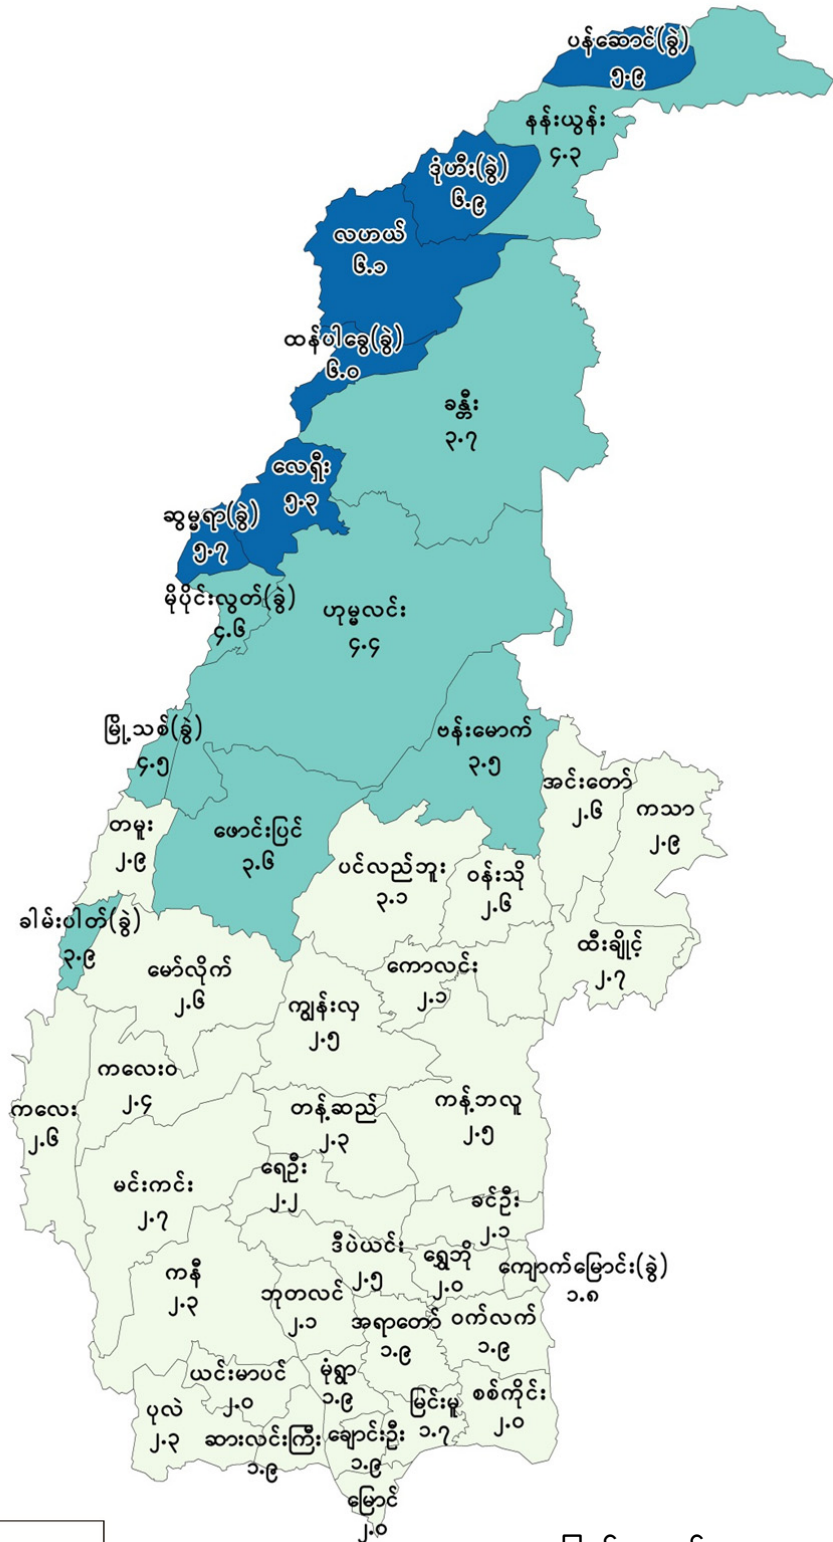 ပန်ဆောင်(ခွဲ)
၅.၉
နန်းယွန်း
၄.၃
ဒုံဟီး(ခွဲ)
၆.၉
လဟယ်
၆.၁
ထန်ပါခွေ(ခွဲ)
၆.၀
ခန္တီး
၃.၇
လေရှီး
၅.၃
ဆွမ္မရာ(ခွဲ)
၅.၇
မိုပိုင်းလွတ်(ခွဲ)
၄.၆
ဟုမ္မလင်း
၄.၄
မြို့သစ်(ခွဲ)
၄.၅
ဗန်းမောက်
၃.၅
အင်းတော်
၂.၆
ကသာ
၂.၉
တမူး
၂.၉
ဖောင်းပြင်
၃.၆
ပင်လည်ဘူး
၃.၁
ဝန်းသို
၂.၆
ခါမ်းပါတ်(ခွဲ)
၃.၉
မော်လိုက်
၂.၆
ကောလင်း
၂.၁
ထီးချိုင့်
၂.၇
ကျွန်းလှ
၂.၅
ကလေးဝ
၂.၄
ကလေး
၂.၆
တန့်ဆည်
၂.၃
ကန့်ဘလူ
၂.၅
မင်းကင်း
၂.၇
ရေဦး
၂.၂
ခင်ဦး
၂.၁
ဒီပဲယင်း
၂.၅
ရွှေဘို
၂.၀
ကျောက်မြောင်း(ခွဲ)
၁.၈
ကနီ
၂.၃
ဘုတလင်
၂.၁
အရာတော်
၁.၉
ဝက်လက်
၁.၉
ယင်းမာပင်
၂.၀
မုံရွာ
၁.၉
မြင်းမူ
၁.၇
စစ်ကိုင်း
၂.၀
ပုလဲ
၂.၃
ဆားလင်းကြီး
၁.၉
ချောင်းဦး
၁.၉
မြောင်
၂.၀